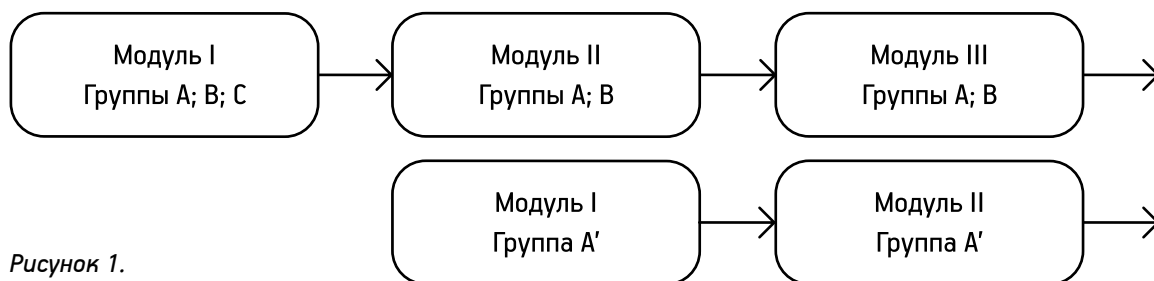 Модуль I
Группы А; В; С
Модуль II
Группы А; В
Модуль III
Группы А; В
Модуль I
Группа А'
Модуль II
Группа А'
Рисунок 1.